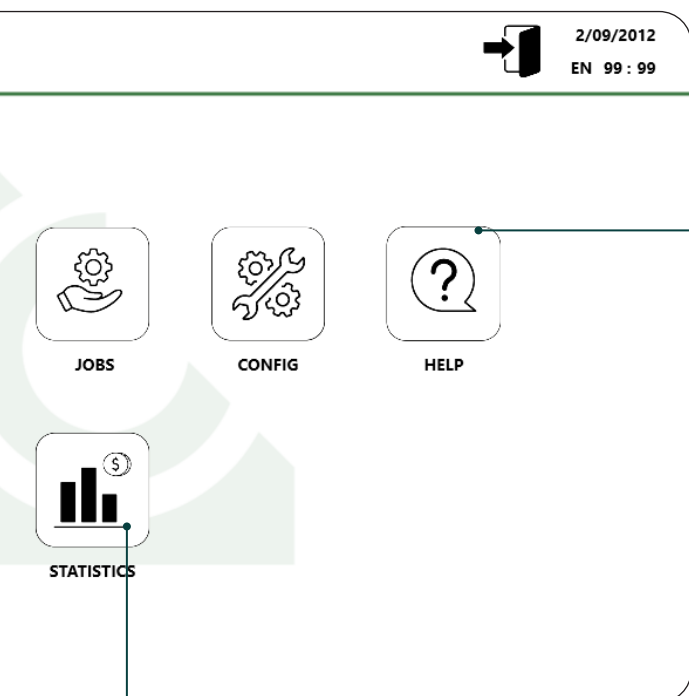 2/09/2012
EN 99 : 99
JOBS
CONFIG
HELP
$
STATISTICS